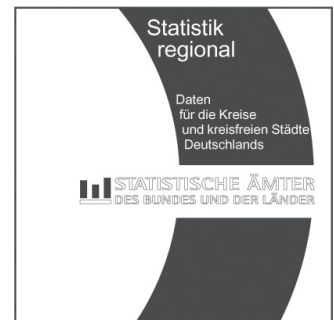 Statistik
regional
Daten
für die Kreise
und kreisfreien Städte
Deutschlands
STATISTISCHE ÄMTER
DES BUNDES UND DER LÄNDER